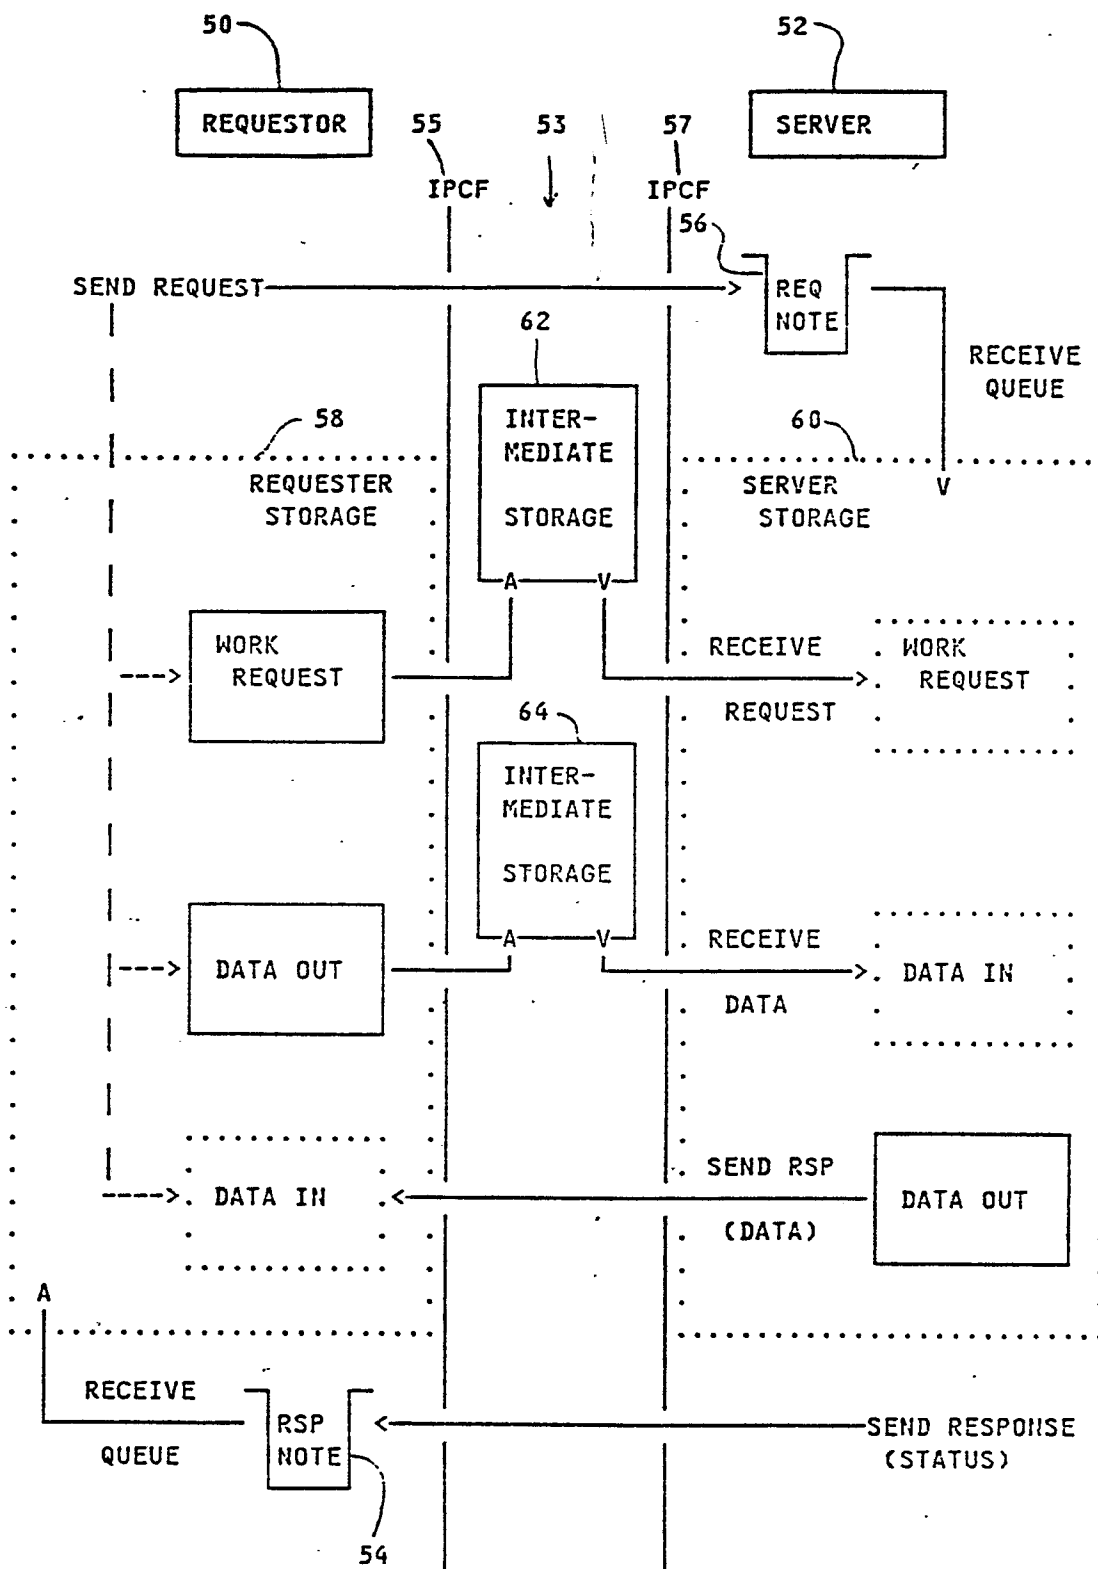 50
52
REQUESTOR
55
53
57
SERVER
IPCF
IPCF
56
SEND REQUEST
REQ
NOTE
62
RECEIVE
QUEUE
INTER-
MEDIATE
STORAGE
58
60
REQUESTER
STORAGE
SERVER
STORAGE
V
A
V
WORK
REQUEST
RECEIVE
REQUEST
WORK
REQUEST
64
INTER-
MEDIATE
STORAGE
A
V
DATA OUT
RECEIVE
DATA
DATA IN
DATA IN
SEND RSP
(DATA)
DATA OUT
A
RECEIVE
QUEUE
RSP
NOTE
SEND RESPONSE
(STATUS)
54